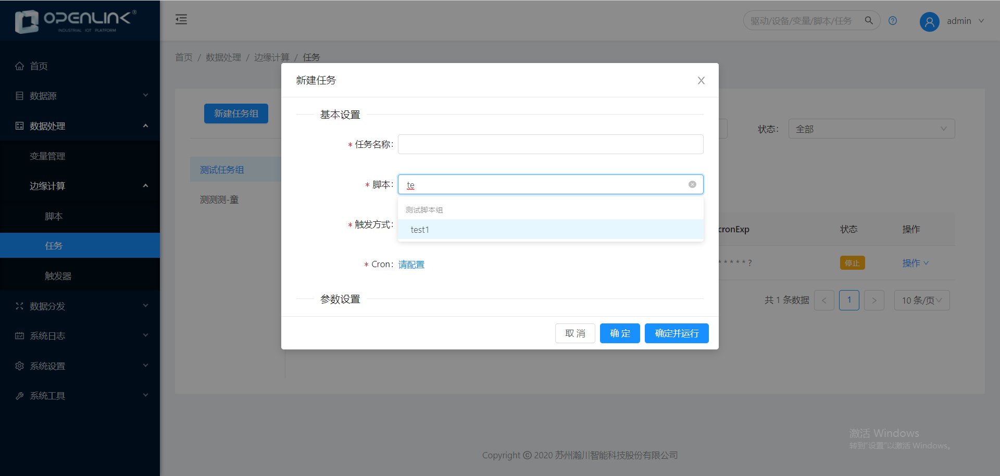 OPENLINK®
INDUSTRIAL IOT PLATFORM
驱动/设备/变量/脚本/任务
admin
首页
数据源
数据处理
变量管理
边缘计算
脚本
任务
触发器
数据分发
系统日志
系统设置
系统工具
首页 / 数据处理 / 边缘计算 / 任务
新建任务组
测试任务组
测测测-童
状态：
全部
cronExp
状态
操作
* * * * * ?
停止
操作
共 1 条数据
<
1
>
10 条/页
新建任务
基本设置
* 任务名称：
* 脚本：
te
测试脚本组
test1
* 触发方式：
* Cron：
请配置
参数设置
取 消
确 定
确定并运行
激活 Windows
转到"设置"以激活 Windows。
Copyright © 2020 苏州瀚川智能科技股份有限公司